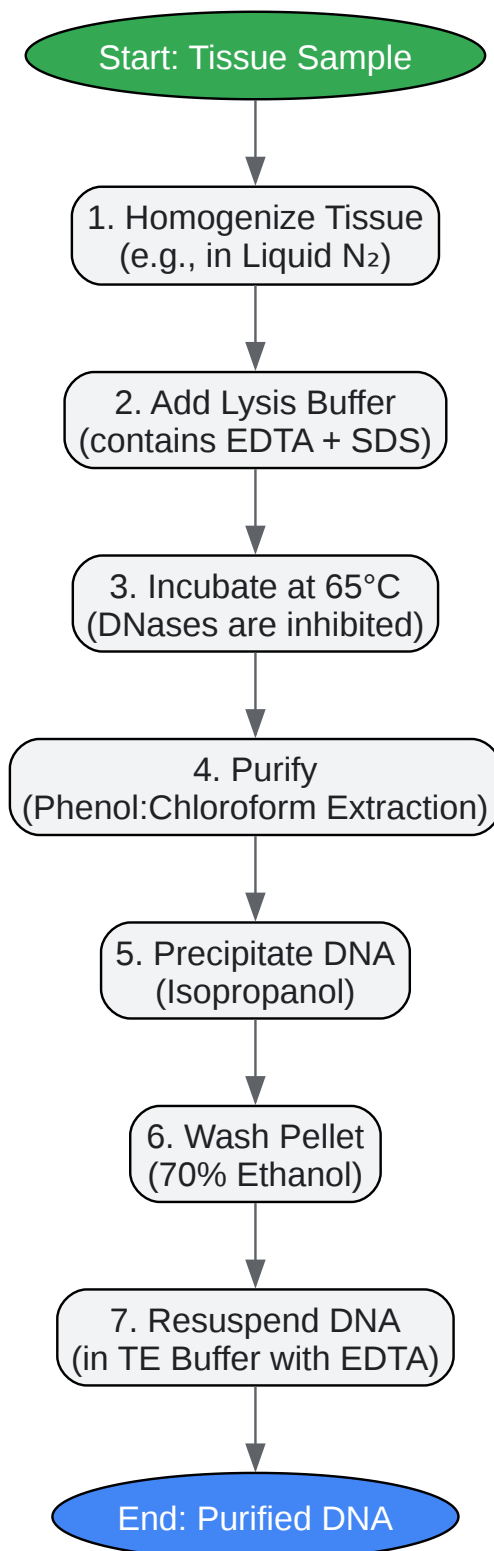 Start: Tissue Sample
1. Homogenize Tissue
(e.g., in Liquid N₂)
2. Add Lysis Buffer
(contains EDTA + SDS)
3. Incubate at 65°C
(DNases are inhibited)
4. Purify
(Phenol:Chloroform Extraction)
5. Precipitate DNA
(Isopropanol)
6. Wash Pellet
(70% Ethanol)
7. Resuspend DNA
(in TE Buffer with EDTA)
End: Purified DNA